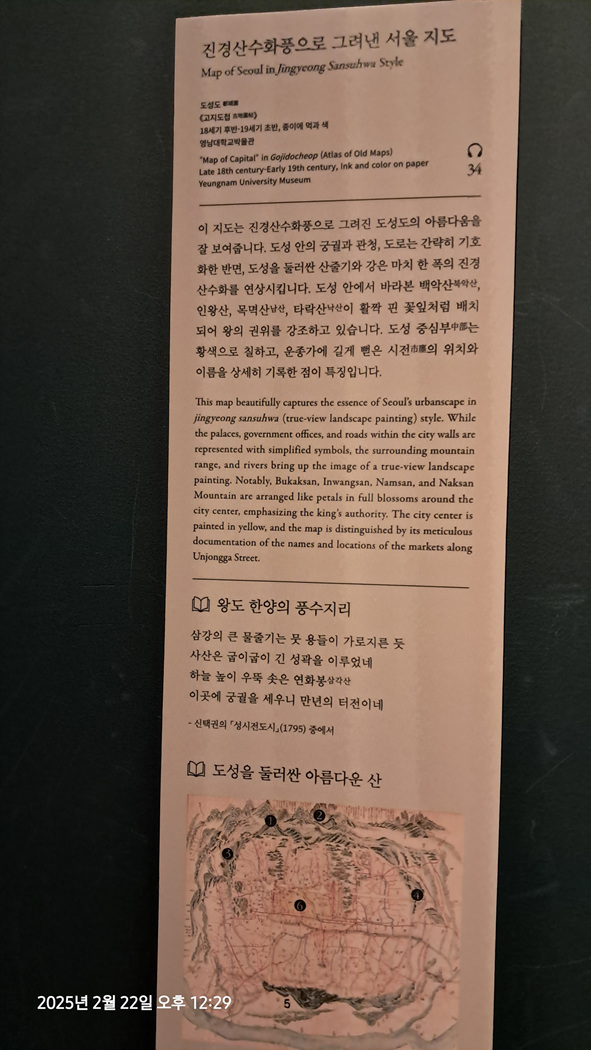 진경산수화풍으로 그려낸 서울 지도
Map of Seoul in Jingyeong Sansuhwa Style
"도성도 都城圖"
《고지도첩 古地圖帖》
18세기 후반-19세기 초반, 종이에 먹과 색
영남대학교박물관
"Map of Capital" in Gojidocheop (Atlas of Old Maps)
Late 18th century-Early 19th century, Ink and color on paper
Yeungnam University Museum
34
이 지도는 진경산수화풍으로 그려진 도성도의 아름다움을
잘 보여줍니다. 도성 안의 궁궐과 관청, 도로는 간략히 기호
화한 반면, 도성을 둘러싼 산줄기와 강은 마치 한 폭의 진경
산수화를 연상시킵니다. 도성 안에서 바라본 백악산북악산,
인왕산, 목멱산남산, 타락산낙산이 활짝 핀 꽃잎처럼 배치
되어 왕의 권위를 강조하고 있습니다. 도성 중심부中部는
황색으로 칠하고, 운종가에 길게 뻗은 시전市廛의 위치와
이름을 상세히 기록한 점이 특징입니다.
This map beautifully captures the essence of Seoul's urbanscape in
jingyeong sansuhwa (true-view landscape painting) style. While
the palaces, government offices, and roads within the city walls are
represented with simplified symbols, the surrounding mountain
range, and rivers bring up the image of a true-view landscape
painting. Notably, Bukaksan, Inwangsan, Namsan, and Naksan
Mountain are arranged like petals in full blossoms around the
city center, emphasizing the king's authority. The city center is
painted in yellow, and the map is distinguished by its meticulous
documentation of the names and locations of the markets along
Unjongga Street.
왕도 한양의 풍수지리
삼강의 큰 물줄기는 뭇 용들이 가로지른 듯
사산은 굽이굽이 긴 성곽을 이루었네
하늘 높이 우뚝 솟은 연화봉삼각산
이곳에 궁궐을 세우니 만년의 터전이네
- 신택권의 「성시전도시」(1795) 중에서
도성을 둘러싼 아름다운 산
1
2
3
4
6
5
2025년 2월 22일 오후 12:29